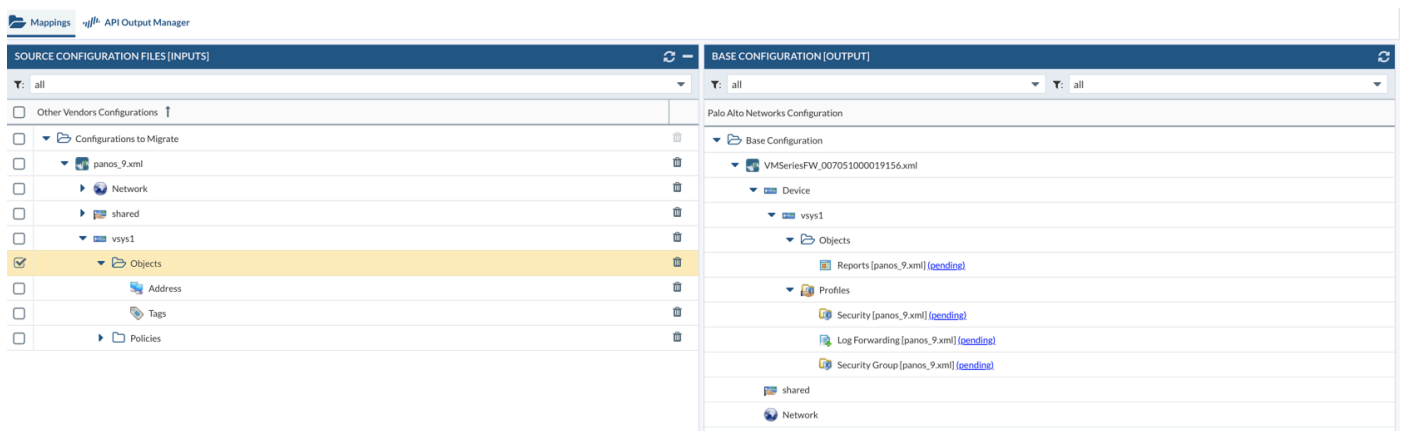 Mappings API Output Manager
SOURCE CONFIGURATION FILES [INPUTS]
: all
Other Vendors Configurations ↑
Configurations to Migrate
panos_9.xml
Network
shared
vsys1
Objects
Address
Tags
Policies
BASE CONFIGURATION [OUTPUT]
: all : all
Palo Alto Networks Configuration
Base Configuration
VMSeriesFW_007051000019156.xml
Device
vsys1
Objects
Reports [panos_9.xml] (pending)
Profiles
Security [panos_9.xml] (pending)
Log Forwarding [panos_9.xml] (pending)
Security Group [panos_9.xml] (pending)
shared
Network